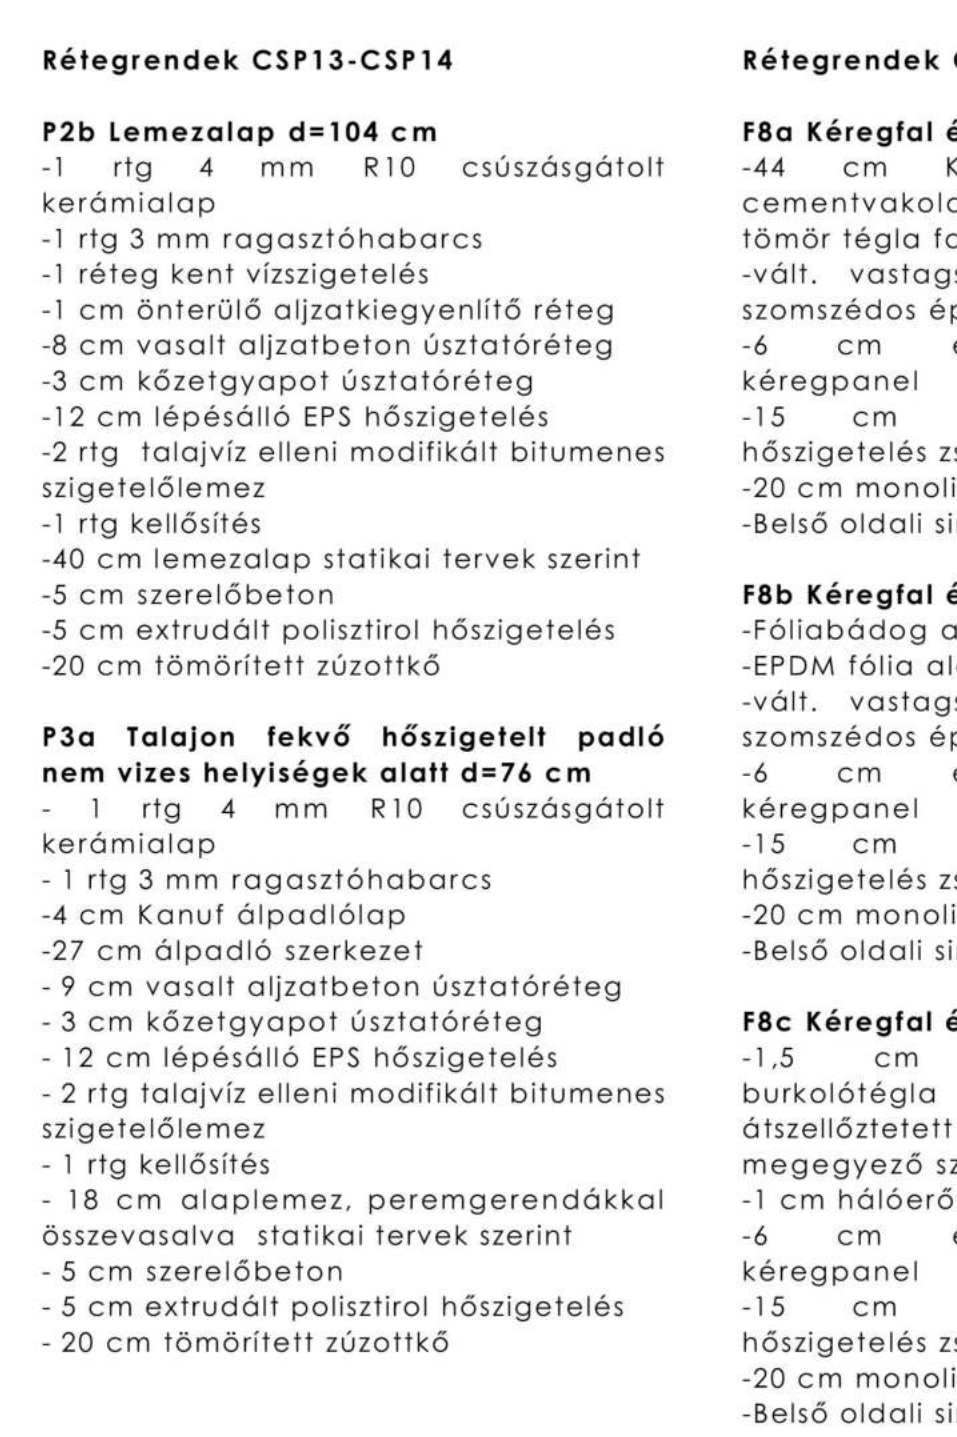 Rétegrendek CSP13-CSP14
P2b Lemezalap d=104 cm
-1 rtg 4 mm R10 csúszásgátolt
kerámialap
-1 rtg 3 mm ragasztóhabarcs
-1 réteg kent vízszigetelés
-1 cm önterülő aljzatkiegyenlítő réteg
-8 cm vasalt aljzatbeton úsztatóréteg
-3 cm kőzetgyapot úsztatóréteg
-12 cm lépésálló EPS hőszigetelés
-2 rtg talajvíz elleni modifikált bitumenes
szigetelőlemez
-1 rtg kellősítés
-40 cm lemezalap statikai tervek szerint
-5 cm szerelőbeton
-5 cm extrudált polisztirol hőszigetelés
-20 cm tömörített zúzottkő
P3a Talajon fekvő hőszigetelt padló
nem vizes helyiségek alatt d=76 cm
- 1 rtg 4 mm R10 csúszásgátolt
kerámialap
- 1 rtg 3 mm ragasztóhabarcs
-4 cm Kanuf álpadlólap
-27 cm álpadló szerkezet
- 9 cm vasalt aljzatbeton úsztatóréteg
- 3 cm kőzetgyapot úsztatóréteg
- 12 cm lépésálló EPS hőszigetelés
- 2 rtg talajvíz elleni modifikált bitumenes
szigetelőlemez
- 1 rtg kellősítés
- 18 cm alaplemez, peremgerendákkal
összevasalva statikai tervek szerint
- 5 cm szerelőbeton
- 5 cm extrudált polisztirol hőszigetelés
- 20 cm tömörített zúzottkő
Rétegrendek
F8a Kéregfal
-44 cm
cementvakola
tömör tégla
-vált. vastags
szomszédos
-6 cm
kéregpanel
-15 cm
hőszigetelés
-20 cm monoli
-Belső oldali
F8b Kéregfal
-Fóliabádog
-EPDM fólia
-vált. vastags
szomszédos
-6 cm
kéregpanel
-15 cm
hőszigetelés
-20 cm monoli
-Belső oldali
F8c Kéregfal
-1,5 cm
burkolótégla
átszellőztetett
megegyező
-1 cm hálóerő
-6 cm
kéregpanel
-15 cm
hőszigetelés
-20 cm monoli
-Belső oldali